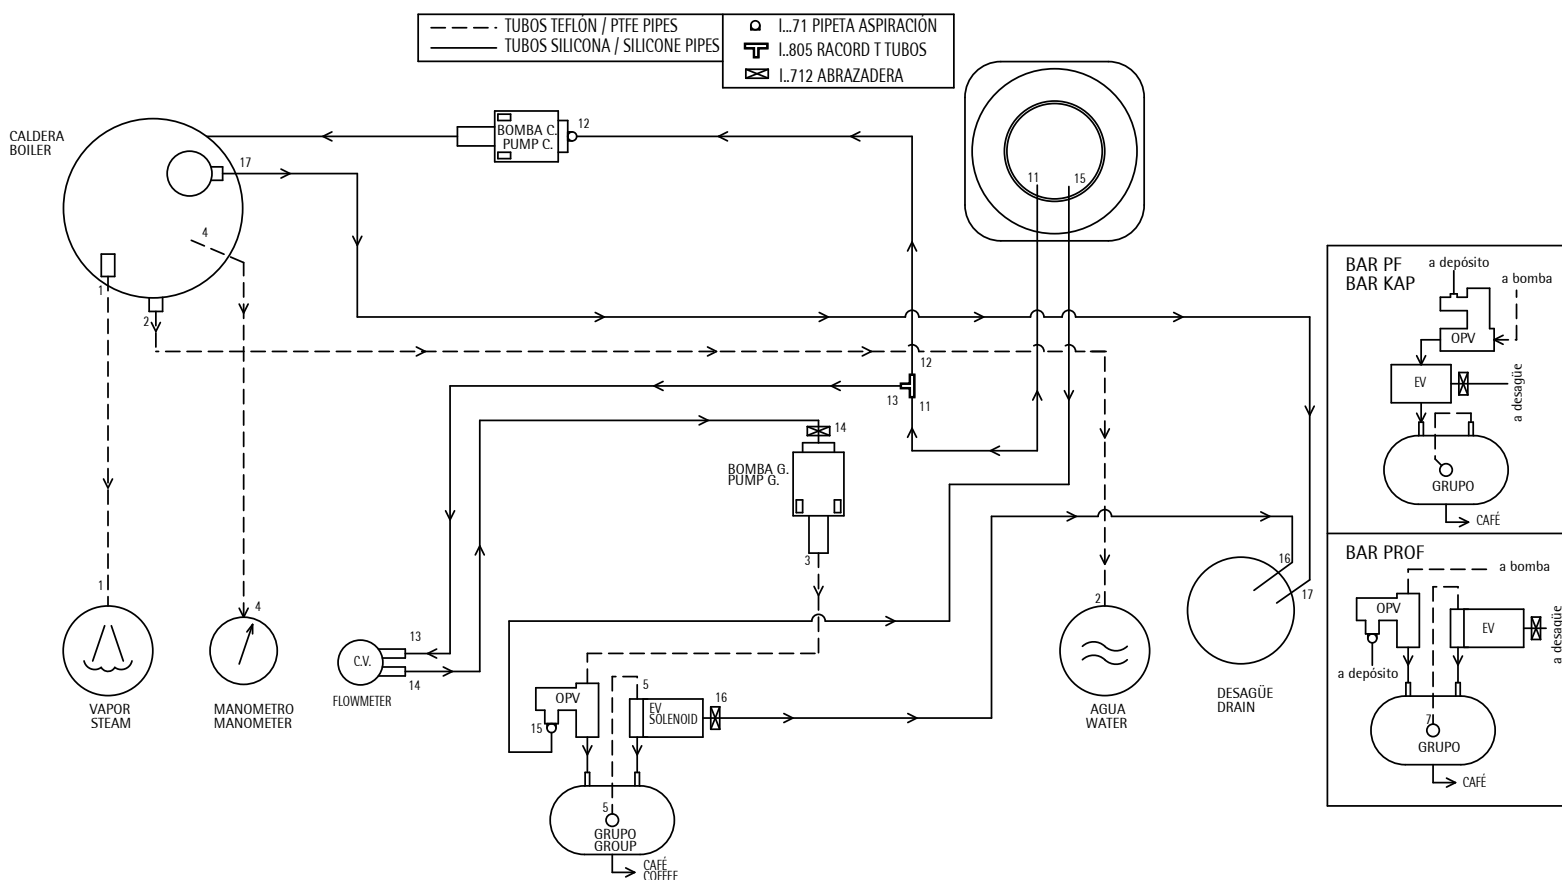 TUBOS TEFLÓN / PTFE PIPES
TUBOS SILICONA / SILICONE PIPES
I...71 PIPETA ASPIRACIÓN
I..805 RACORD T TUBOS
I..712 ABRAZADERA
CALDERA
BOILER
17
4
1
2
BOMBA C.
PUMP C.
12
11
15
12
13
11
14
BOMBA G.
PUMP G.
3
1
VAPOR
STEAM
4
MANOMETRO
MANOMETER
C.V.
13
14
FLOWMETER
OPV
15
5
EV
SOLENOID
16
5
GRUPO
GROUP
CAFÉ
COFFEE
2
AGUA
WATER
16
17
DESAGÜE
DRAIN
BAR PF
BAR KAP
a depósito
a bomba
OPV
EV
a desagüe
GRUPO
CAFÉ
BAR PROF
a bomba
OPV
EV
a desagüe
a depósito
7
GRUPO
CAFÉ